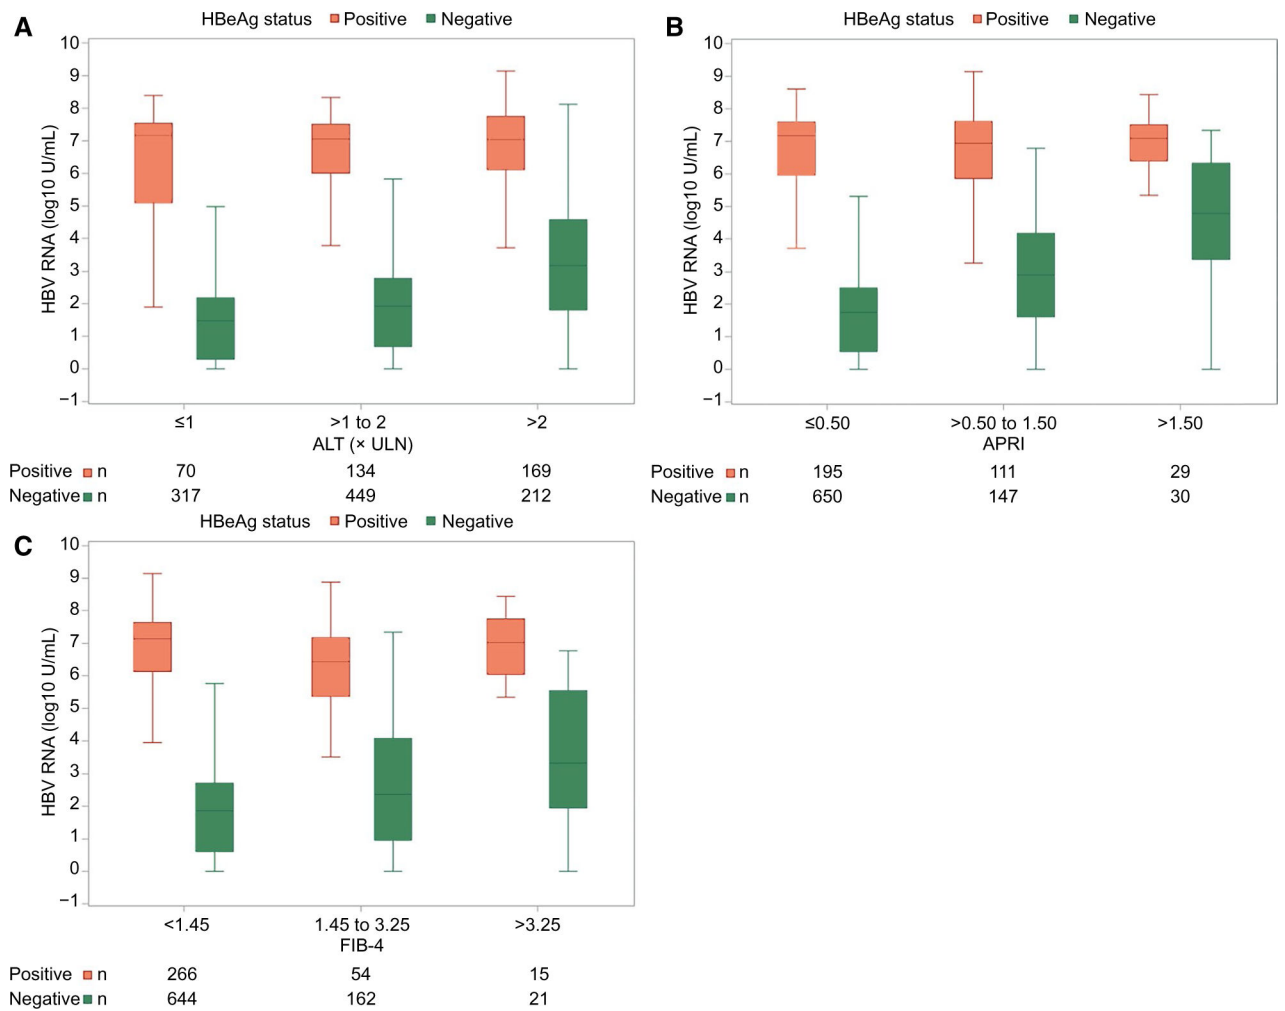 A
HBeAg status Positive Negative
HBV RNA (log10 U/mL)
10
9
8
7
6
5
4
3
2
1
0
−1
≤1 >1 to 2 >2
ALT (× ULN)
Positive n 70 134 169
Negative n 317 449 212
B
HBeAg status Positive Negative
HBV RNA (log10 U/mL)
10
9
8
7
6
5
4
3
2
1
0
−1
≤0.50 >0.50 to 1.50 >1.50
APRI
Positive n 195 111 29
Negative n 650 147 30
C
HBeAg status Positive Negative
HBV RNA (log10 U/mL)
10
9
8
7
6
5
4
3
2
1
0
−1
<1.45 1.45 to 3.25 >3.25
FIB-4
Positive n 266 54 15
Negative n 644 162 21